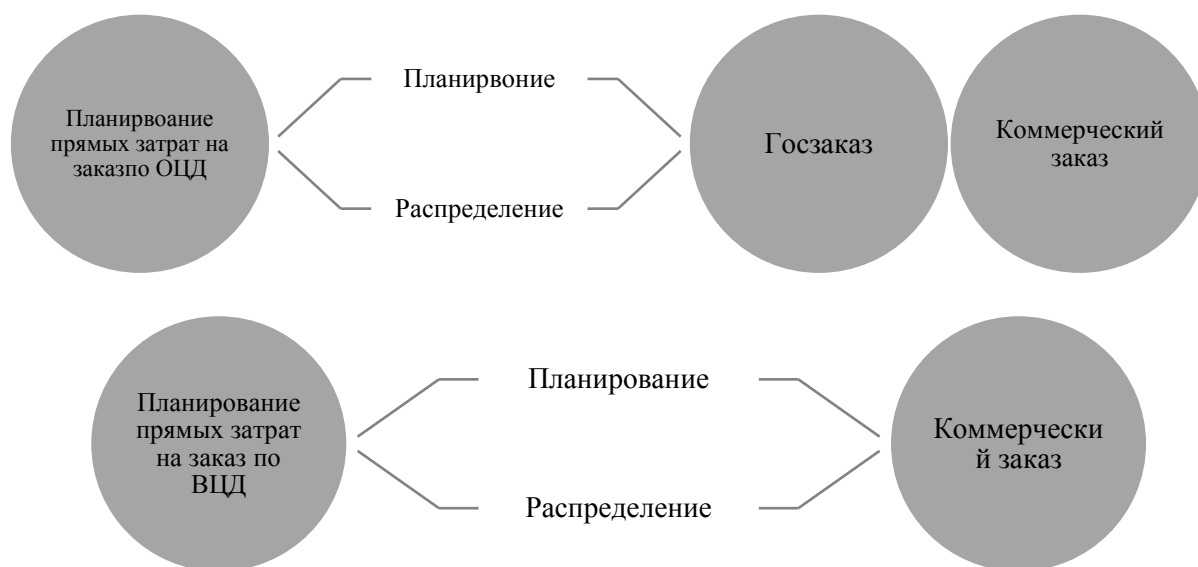 Планирвоание
прямых затрат на
заказпо ОЦД
Планирвоние
Распределение
Госзаказ
Коммерческий
заказ
Планирование
прямых затрат
на заказ по
ВЦД
Планирование
Распределение
Коммерчески
й заказ